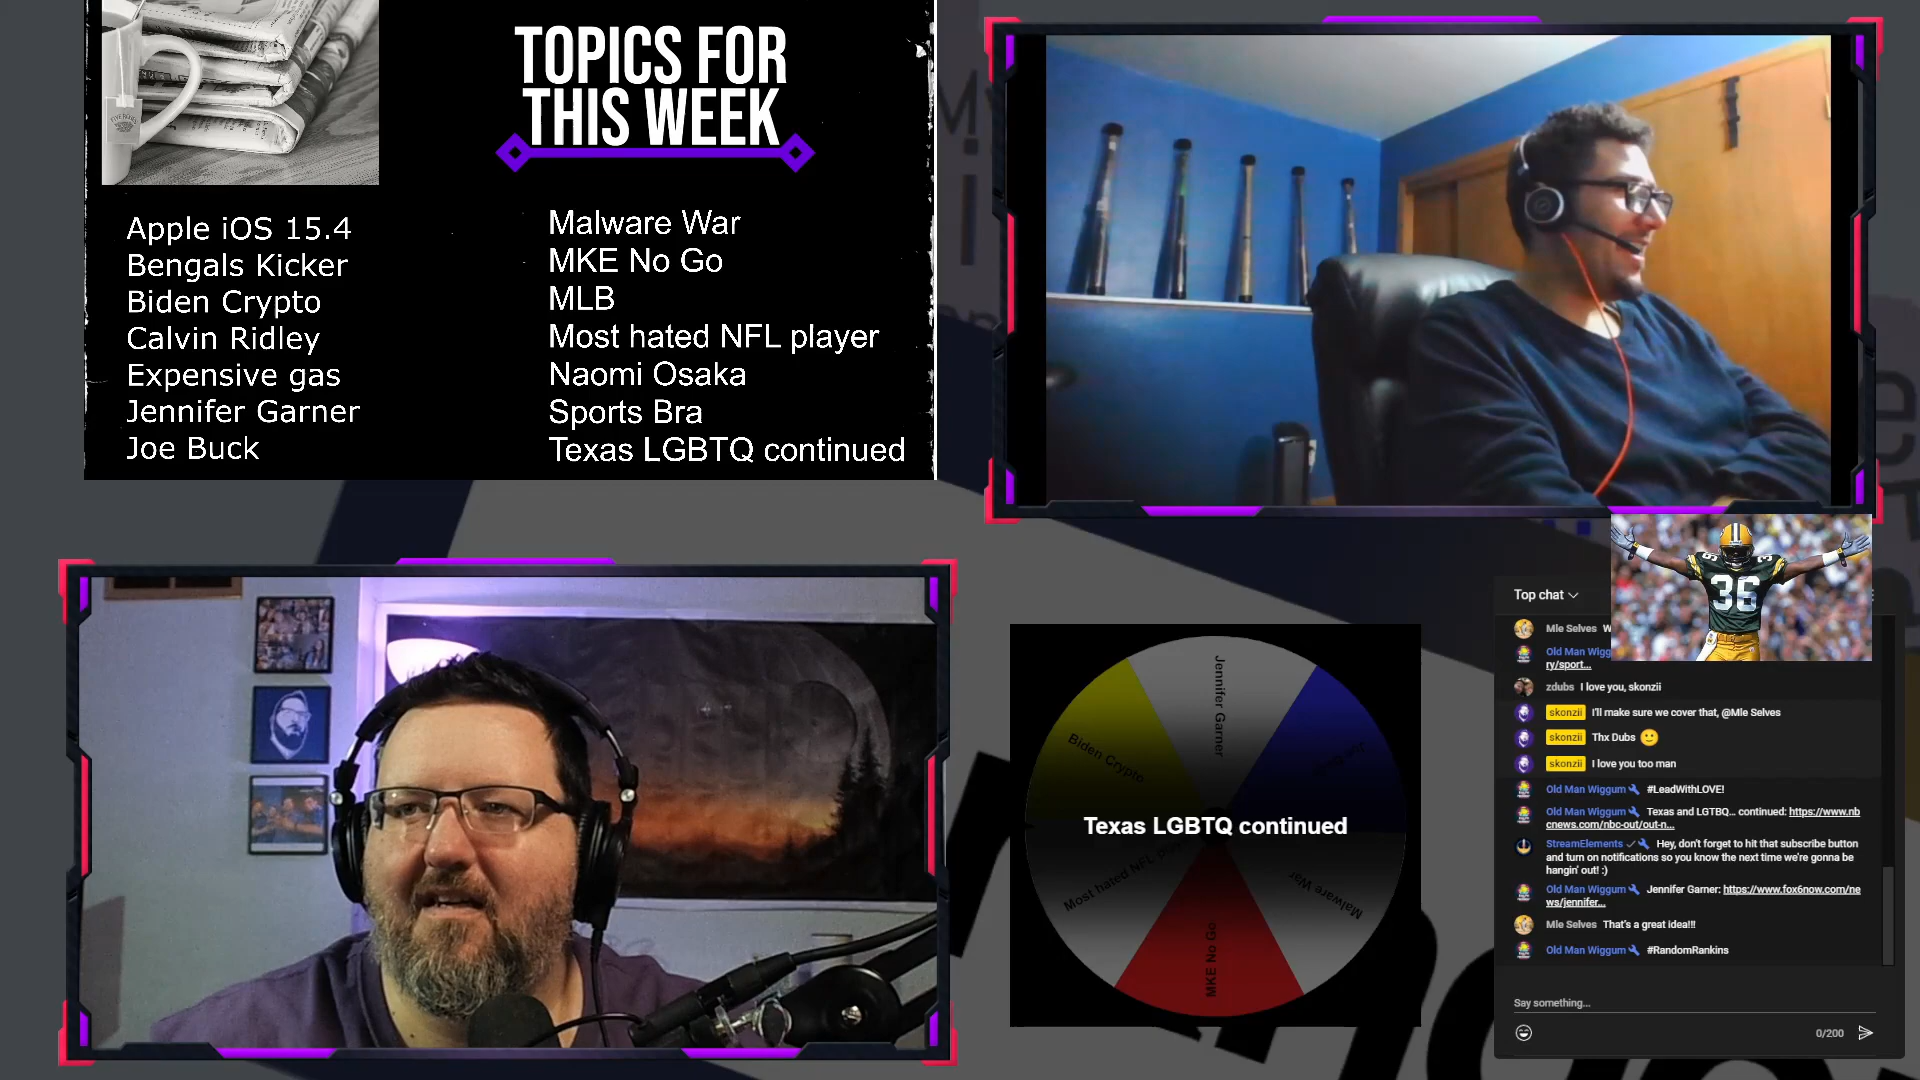 TOPICS FOR
THIS WEEK
Apple iOS 15.4
Bengals Kicker
Biden Crypto
Calvin Ridley
Expensive gas
Jennifer Garner
Joe Buck
Malware War
MKE No Go
MLB
Most hated NFL player
Naomi Osaka
Sports Bra
Texas LGBTQ continued
36
Jennifer Garner
Biden Crypto
Texas LGBTQ continued
Most hated NFL
Malware War
MKE No Go
Top chat
Mle Selves
Old Man Wiggum
ry/sport...
zdubs I love you, skonzii
skonzii I'll make sure we cover that, @Mle Selves
skonzii Thx Dubs 🙂
skonzii I love you too man
Old Man Wiggum #LeadWithLOVE!
Old Man Wiggum Texas and LGTBQ... continued: https://www.nb
cnews.com/nbc-out/out-n...
StreamElements Hey, don't forget to hit that subscribe button
and turn on notifications so you know the next time we're gonna be
hangin' out! :)
Old Man Wiggum Jennifer Garner: https://www.fox6now.com/ne
ws/jennifer...
Mle Selves That's a great idea!!!
Old Man Wiggum #RandomRankins
Say something...
0/200